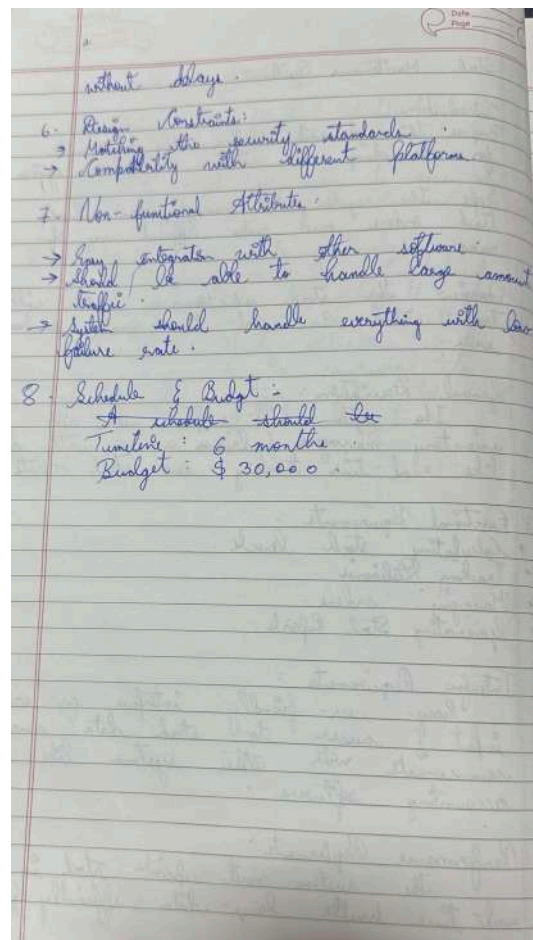 Date
Page
without delays.
6. Design Constraints:
→ Matching the security standards.
→ Compatibility with different platforms.
7. Non-functional Attributes.
→ Easy integration with other software.
→ Should be able to handle large amount
traffic.
→ System should handle everything with low
failure rate.
8. Schedule & Budget :-
A schedule should be
Timeline : 6 months.
Budget : $ 30,000.